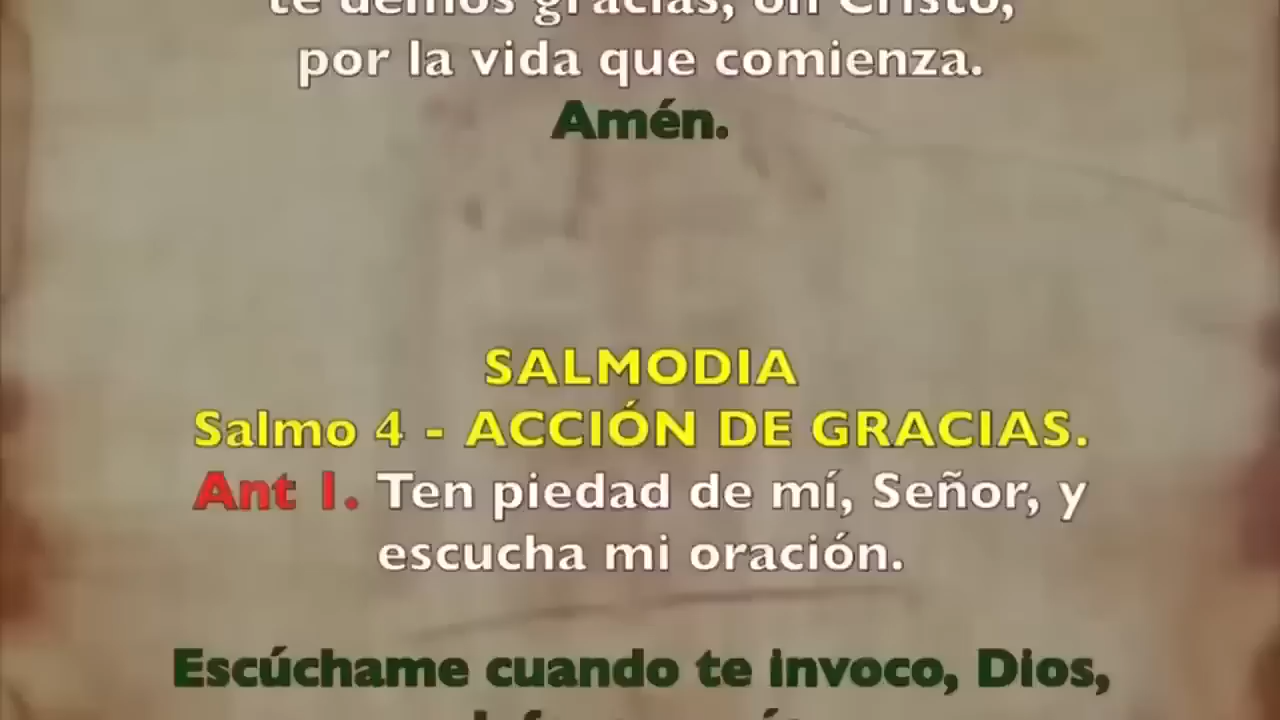 te demos gracias, oh Cristo,
por la vida que comienza.
Amén.
SALMODIA
Salmo 4 - ACCIÓN DE GRACIAS.
Ant 1. Ten piedad de mí, Señor, y
escucha mi oración.
Escúchame cuando te invoco, Dios,